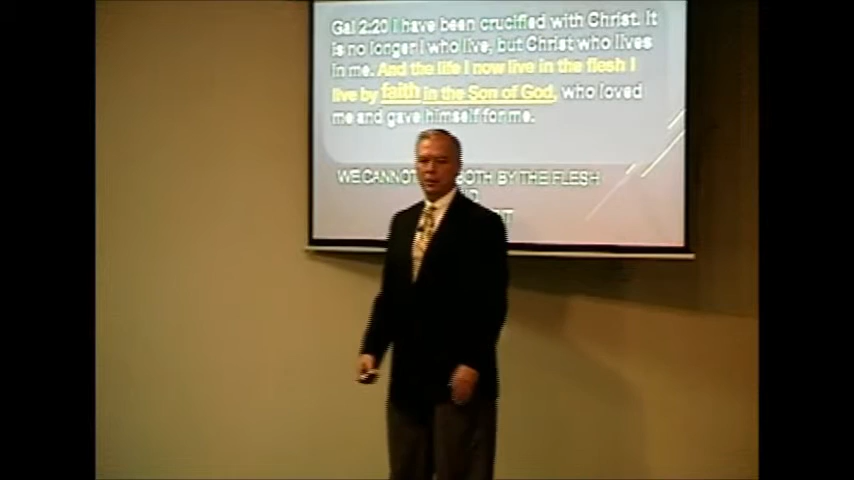 Gal 2:20 I have been crucified with Christ. It
is no longer I who live, but Christ who lives
in me. And the life I now live in the flesh I
live by faith in the Son of God, who loved
me and gave himself for me.
WE CANNOT BOTH BY THE FLESH